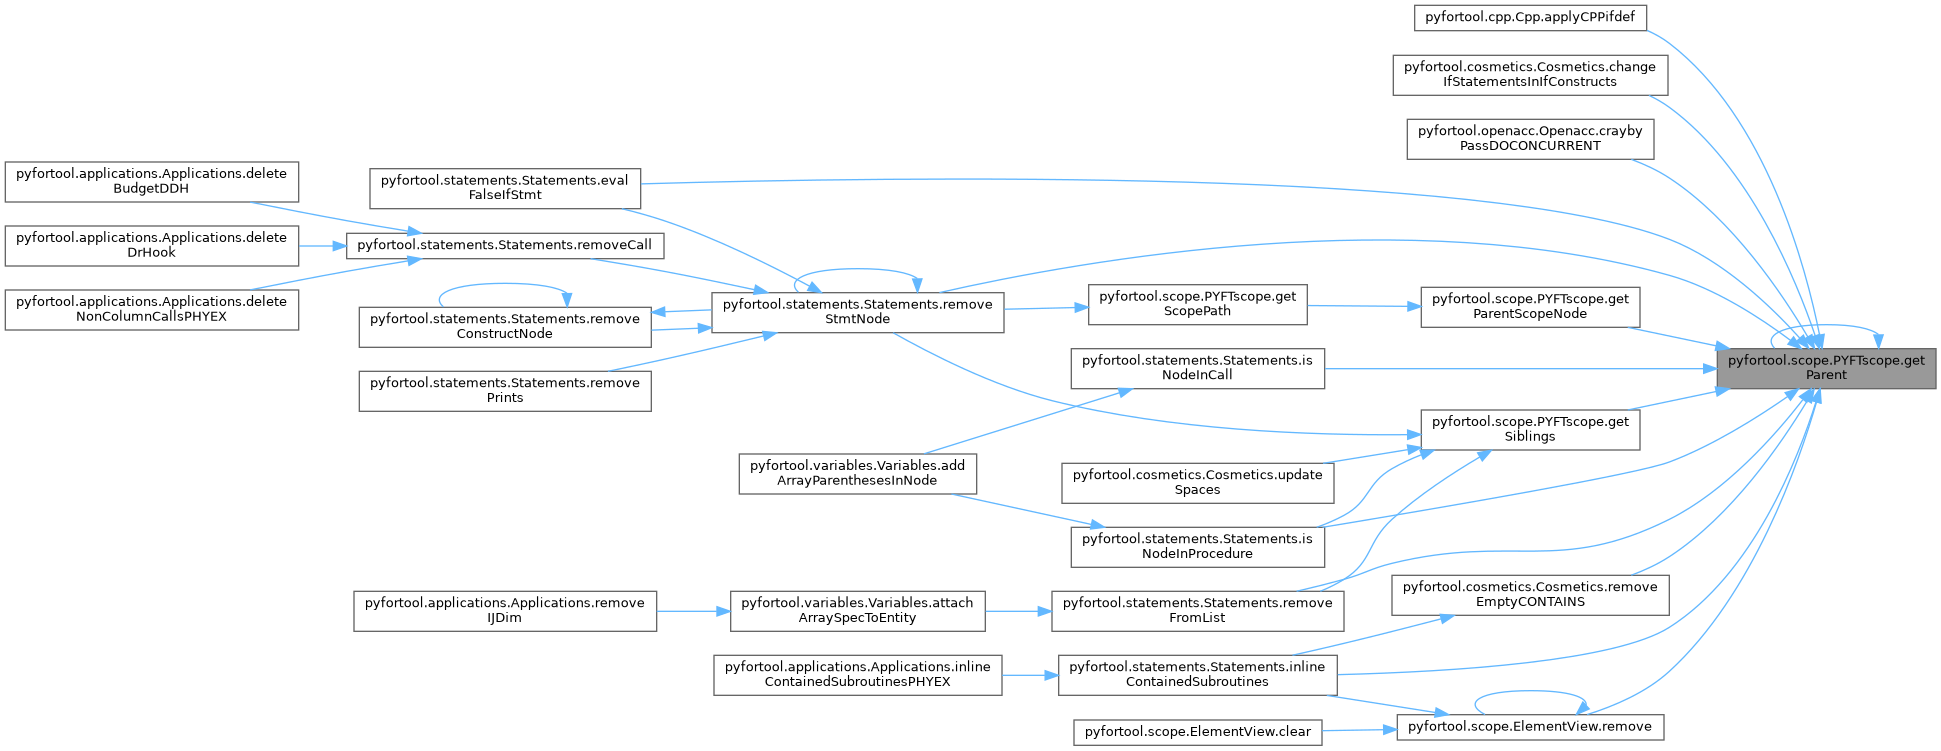 pyfortool.cpp.Cpp.applyCPPifdef
pyfortool.cosmetics.Cosmetics.change
IfStatementsInIfConstructs
pyfortool.openacc.Openacc.crayby
PassDOCONCURRENT
pyfortool.applications.Applications.delete
BudgetDDH
pyfortool.statements.Statements.eval
FalseIfStmt
pyfortool.applications.Applications.delete
DrHook
pyfortool.statements.Statements.removeCall
pyfortool.applications.Applications.delete
NonColumnCallsPHYEX
pyfortool.statements.Statements.remove
ConstructNode
pyfortool.statements.Statements.remove
StmtNode
pyfortool.scope.PYFTscope.get
ScopePath
pyfortool.scope.PYFTscope.get
ParentScopeNode
pyfortool.statements.Statements.remove
Prints
pyfortool.statements.Statements.is
NodeInCall
pyfortool.scope.PYFTscope.get
Parent
pyfortool.scope.PYFTscope.get
Siblings
pyfortool.variables.Variables.add
ArrayParenthesesInNode
pyfortool.cosmetics.Cosmetics.update
Spaces
pyfortool.statements.Statements.is
NodeInProcedure
pyfortool.applications.Applications.remove
IJDim
pyfortool.variables.Variables.attach
ArraySpecToEntity
pyfortool.statements.Statements.remove
FromList
pyfortool.cosmetics.Cosmetics.remove
EmptyCONTAINS
pyfortool.applications.Applications.inline
ContainedSubroutinesPHYEX
pyfortool.statements.Statements.inline
ContainedSubroutines
pyfortool.scope.ElementView.clear
pyfortool.scope.ElementView.remove